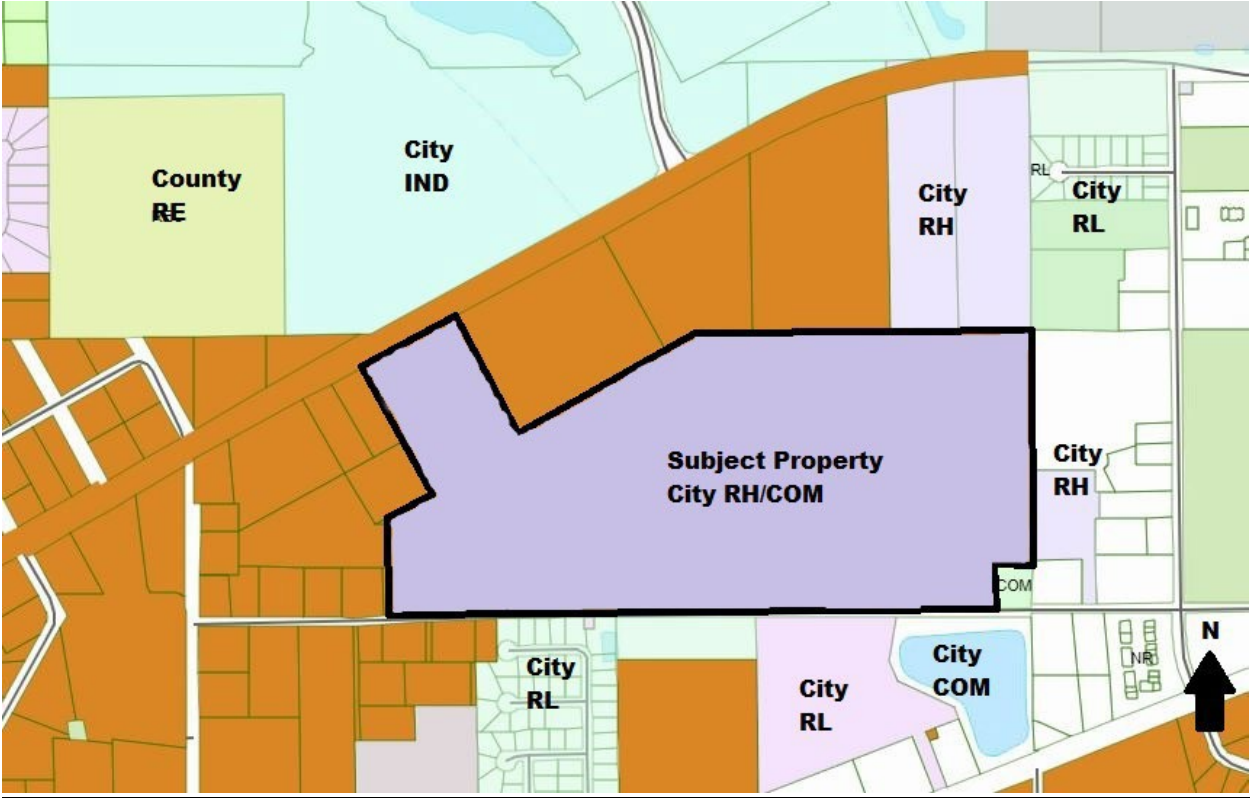 County
RE
City
IND
City
RH
RL
City
RL
Subject Property
City RH/COM
City
RH
COM
N
NR
City
RL
City
RL
City
COM